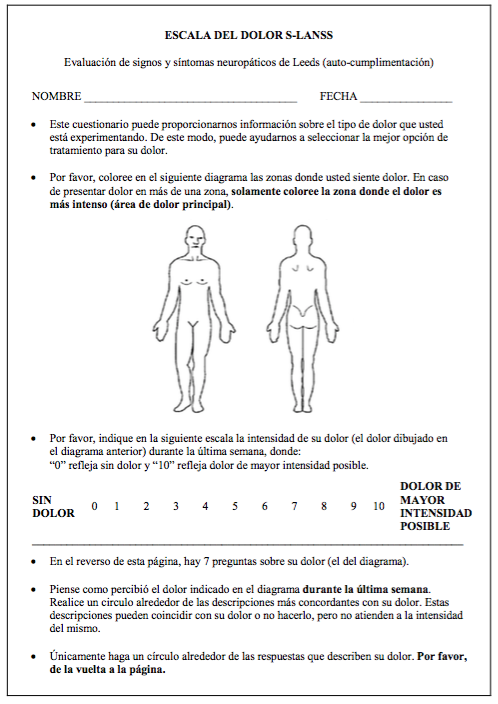 ESCALA DEL DOLOR S-LANSS
Evaluación de signos y síntomas neuropáticos de Leeds (auto-cumplimentación)
NOMBRE ____________________________________ FECHA ________________
• Este cuestionario puede proporcionarnos información sobre el tipo de dolor que usted
está experimentando. De este modo, puede ayudarnos a seleccionar la mejor opción de
tratamiento para su dolor.
• Por favor, coloree en el siguiente diagrama las zonas donde usted siente dolor. En caso
de presentar dolor en más de una zona, solamente coloree la zona donde el dolor es
más intenso (área de dolor principal).
• Por favor, indique en la siguiente escala la intensidad de su dolor (el dolor dibujado en
el diagrama anterior) durante la última semana, donde:
“0” refleja sin dolor y “10” refleja dolor de mayor intensidad posible.
SIN
DOLOR
0 1 2 3 4 5 6 7 8 9 10
DOLOR DE
MAYOR
INTENSIDAD
POSIBLE
• En el reverso de esta página, hay 7 preguntas sobre su dolor (el del diagrama).
• Piense como percibió el dolor indicado en el diagrama durante la última semana.
Realice un circulo alrededor de las descripciones más concordantes con su dolor. Estas
descripciones pueden coincidir con su dolor o no hacerlo, pero no atienden a la intensidad
del mismo.
• Únicamente haga un círculo alrededor de las respuestas que describen su dolor. Por favor,
de la vuelta a la página.